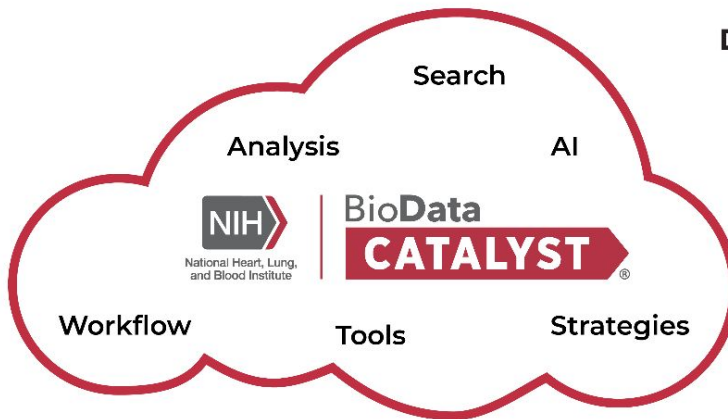 D
Search
Analysis AI
NIH
National Heart, Lung,
and Blood Institute
BioData
CATALYST®
Workflow Tools Strategies